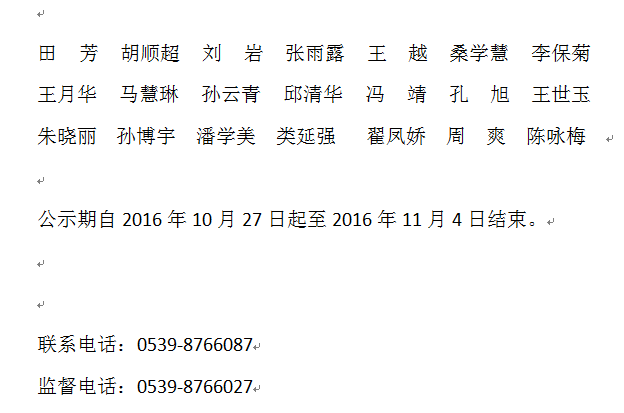 田　芳　胡顺超　刘　岩　张雨露　王　越　桑学慧　李保菊
王月华　马慧琳　孙云青　邱清华　冯　靖　孔　旭　王世玉
朱晓丽　孙博宇　潘学美　类延强　翟凤娇　周　爽　陈咏梅
公示期自 2016 年 10 月 27 日起至 2016 年 11 月 4 日结束。
联系电话：0539-8766087
监督电话：0539-8766027